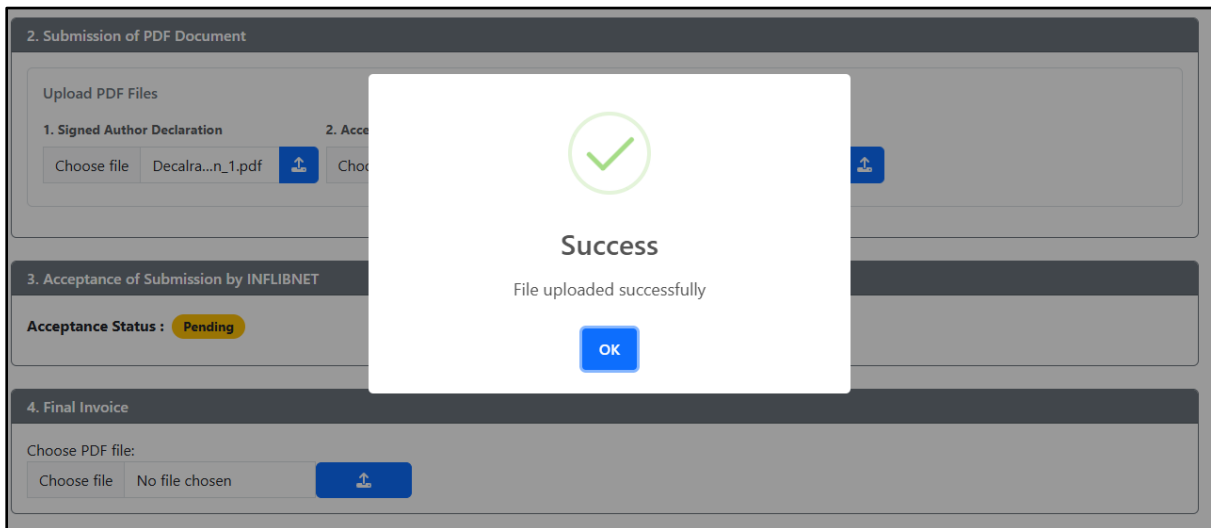 2. Submission of PDF Document
Upload PDF Files
1. Signed Author Declaration 2. Acce
Choose file Decalra...n_1.pdf Choo
Success
File uploaded successfully
OK
3. Acceptance of Submission by INFLIBNET
Acceptance Status : Pending
4. Final Invoice
Choose PDF file:
Choose file No file chosen